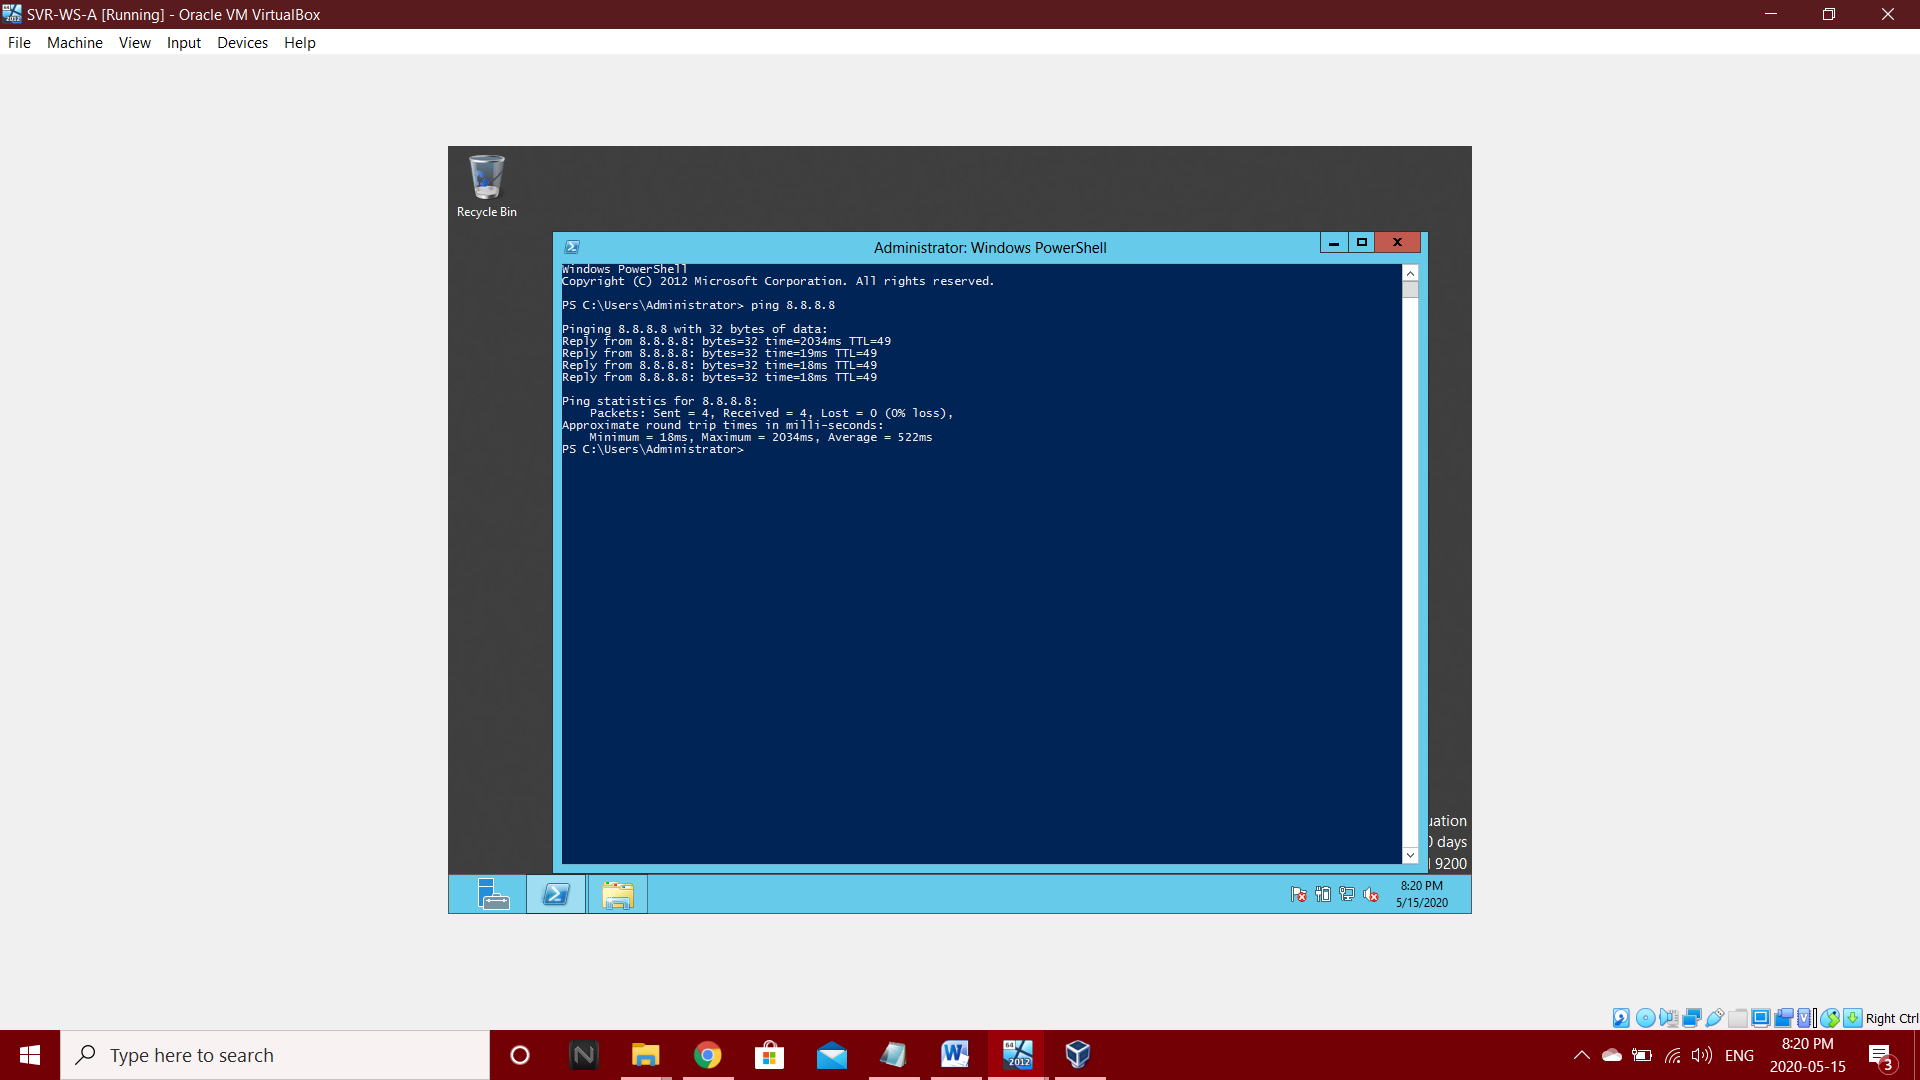 SVR-WS-A [Running] - Oracle VM VirtualBox
File Machine View Input Devices Help
Recycle Bin
Administrator: Windows PowerShell
Windows PowerShell
Copyright (C) 2012 Microsoft Corporation. All rights reserved.
PS C:\Users\Administrator> ping 8.8.8.8
Pinging 8.8.8.8 with 32 bytes of data:
Reply from 8.8.8.8: bytes=32 time=2034ms TTL=49
Reply from 8.8.8.8: bytes=32 time=19ms TTL=49
Reply from 8.8.8.8: bytes=32 time=18ms TTL=49
Reply from 8.8.8.8: bytes=32 time=18ms TTL=49
Ping statistics for 8.8.8.8:
Packets: Sent = 4, Received = 4, Lost = 0 (0% loss),
Approximate round trip times in milli-seconds:
Minimum = 18ms, Maximum = 2034ms, Average = 522ms
PS C:\Users\Administrator>
days
9200
8:20 PM
5/15/2020
Right Ctrl
Type here to search
64
2012
ENG
8:20 PM
2020-05-15
3